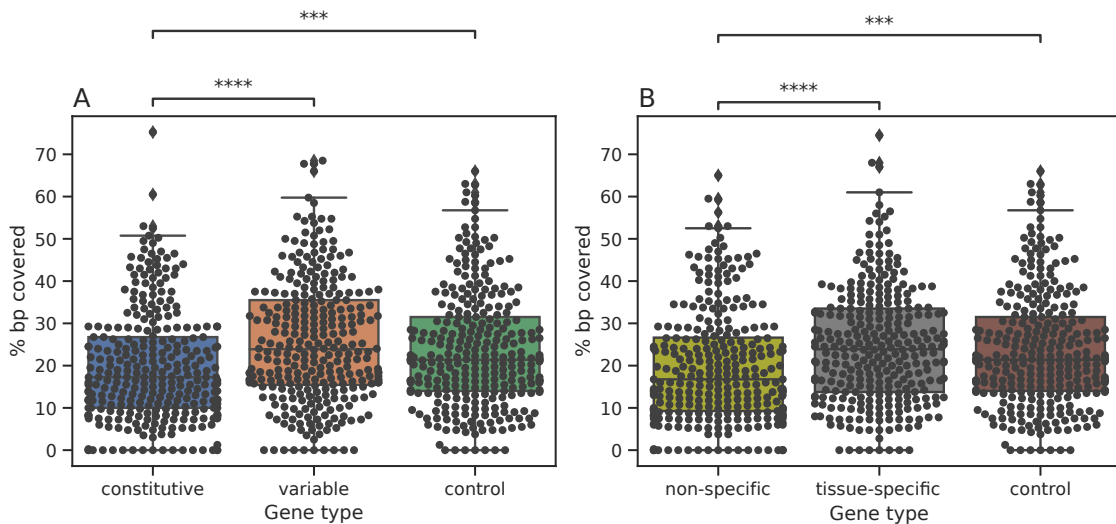 ***
****
A
% bp covered
70
60
50
40
30
20
10
0
constitutive variable control
Gene type
***
****
B
% bp covered
70
60
50
40
30
20
10
0
non-specific tissue-specific control
Gene type